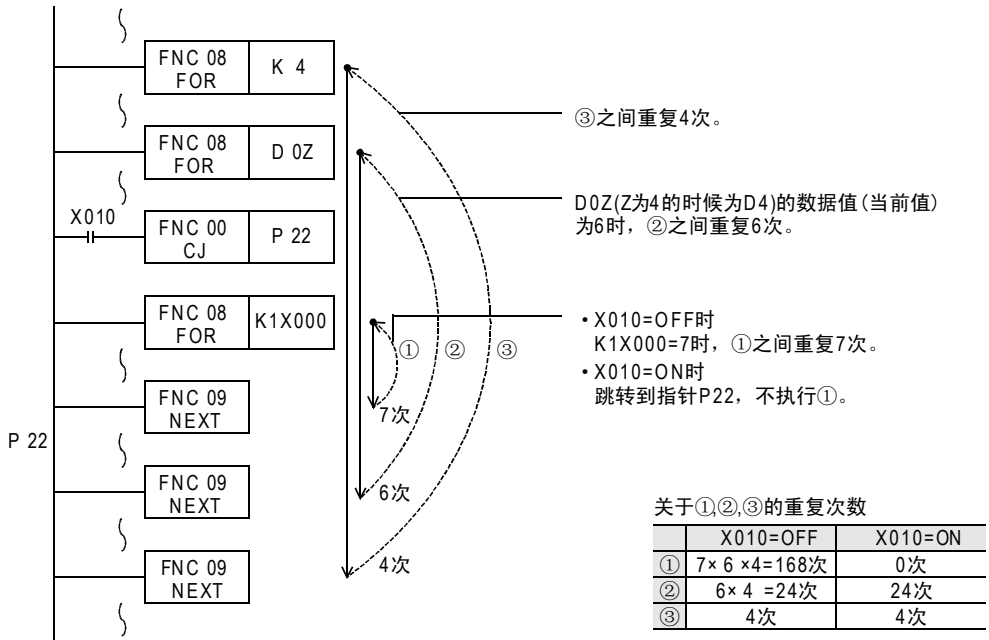 FNC 08
FOR
K 4
③之间重复4次。
FNC 08
FOR
D 0Z
D0Z(Z为4的时候为D4)的数据值(当前值)
为6时，②之间重复6次。
X010
FNC 00
CJ
P 22
FNC 08
FOR
K1X000
① ② ③
・X010=OFF时
K1X000=7时，①之间重复7次。
・X010=ON时
跳转到指针P22，不执行①。
FNC 09
NEXT
7次
P 22
FNC 09
NEXT
6次
FNC 09
NEXT
4次
关于①,②,③的重复次数
X010=OFF X010=ON
① 7× 6 ×4=168次 0次
② 6× 4 =24次 24次
③ 4次 4次